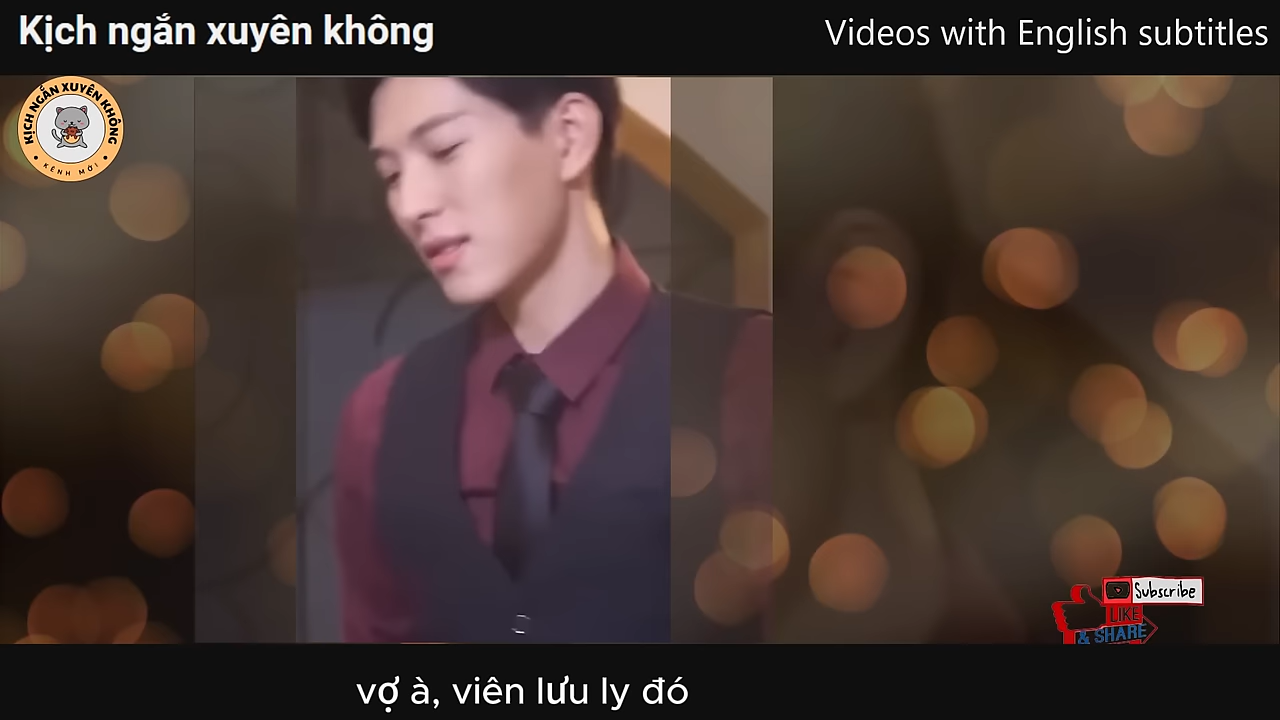 Kịch ngắn xuyên không
Videos with English subtitles
KỊCH NGẮN XUYÊN KHÔNG
KÊNH MỚI
Subscribe
LIKE
& SHARE
vợ à, viên lưu ly đó